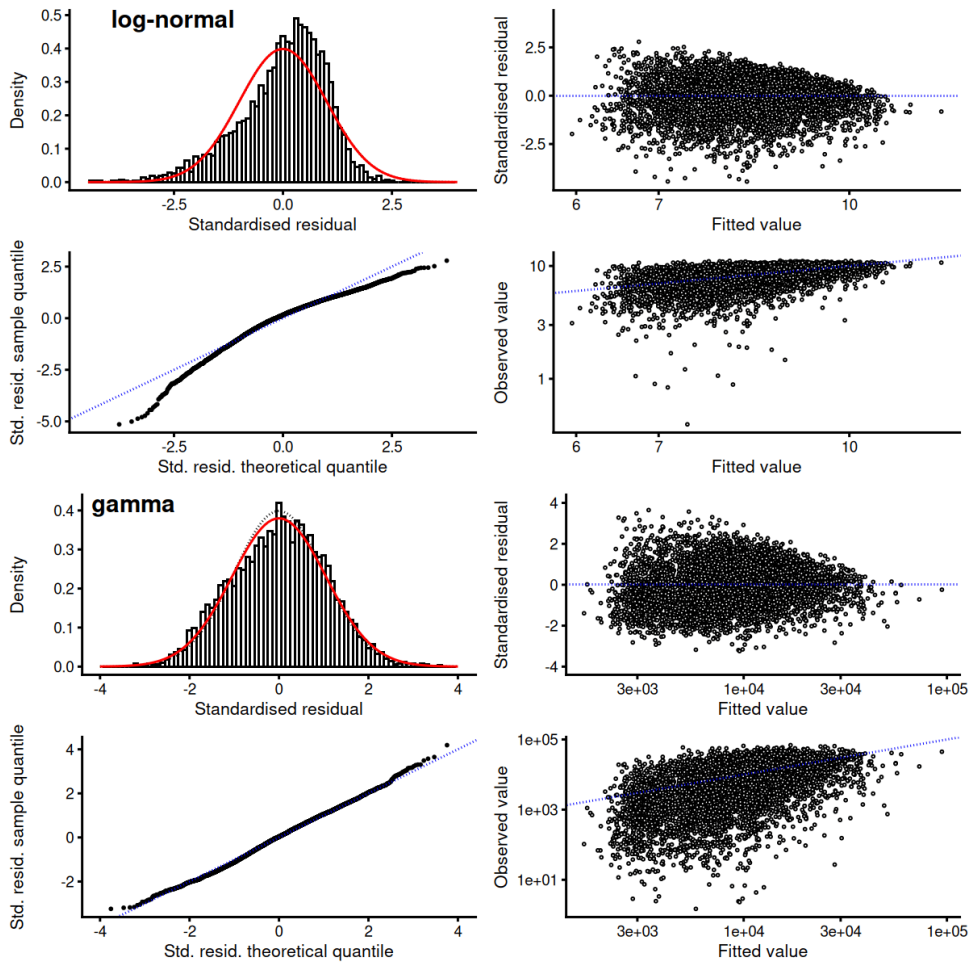 log-normal
0.5
0.4
0.3
0.2
0.1
0.0
Density
-2.5 0.0 2.5
Standardised residual
2.5
0.0
-2.5
Standardised residual
6 7 10
Fitted value
2.5
0.0
-2.5
-5.0
Std. resid. sample quantile
-2.5 0.0 2.5
Std. resid. theoretical quantile
10
3
1
Observed value
6 7 10
Fitted value
gamma
0.4
0.3
0.2
0.1
0.0
Density
-4 -2 0 2 4
Standardised residual
4
2
0
-2
-4
Standardised residual
3e+03 1e+04 3e+04 1e+05
Fitted value
4
2
0
-2
Std. resid. sample quantile
-4 -2 0 2 4
Std. resid. theoretical quantile
1e+05
1e+03
1e+01
Observed value
3e+03 1e+04 3e+04 1e+05
Fitted value